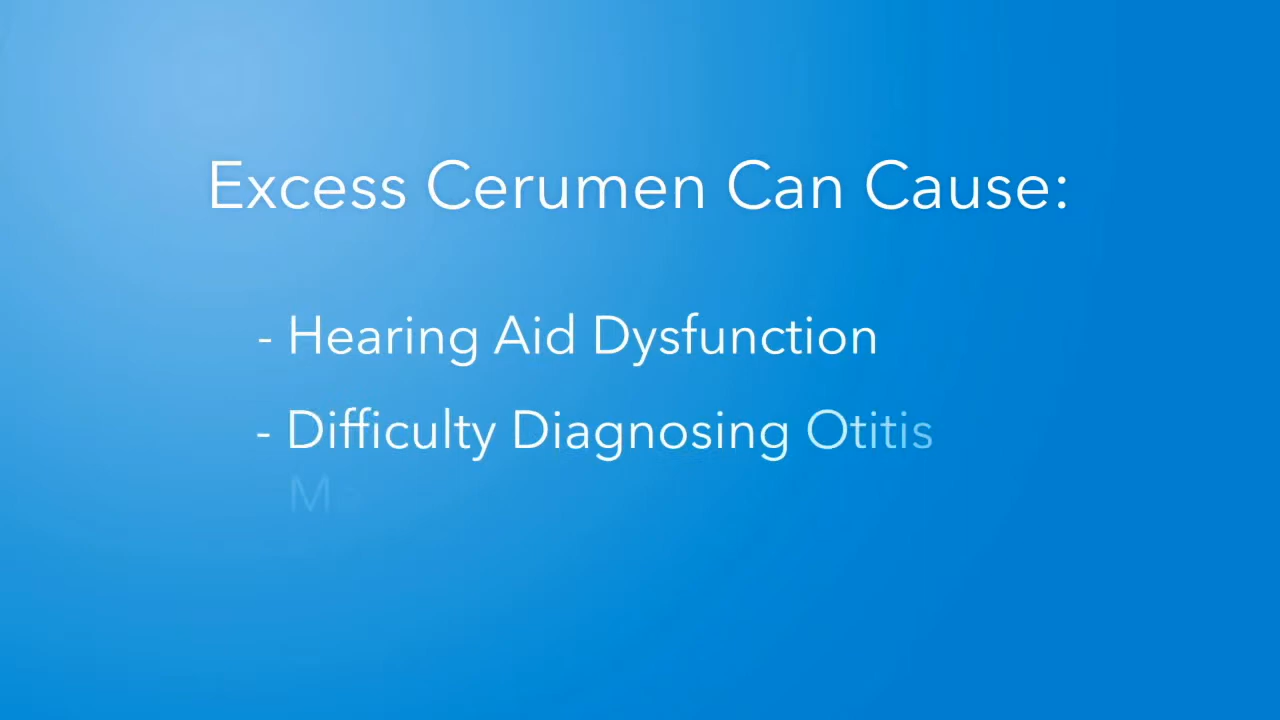 Excess Cerumen Can Cause:
- Hearing Aid Dysfunction
- Difficulty Diagnosing Otitis